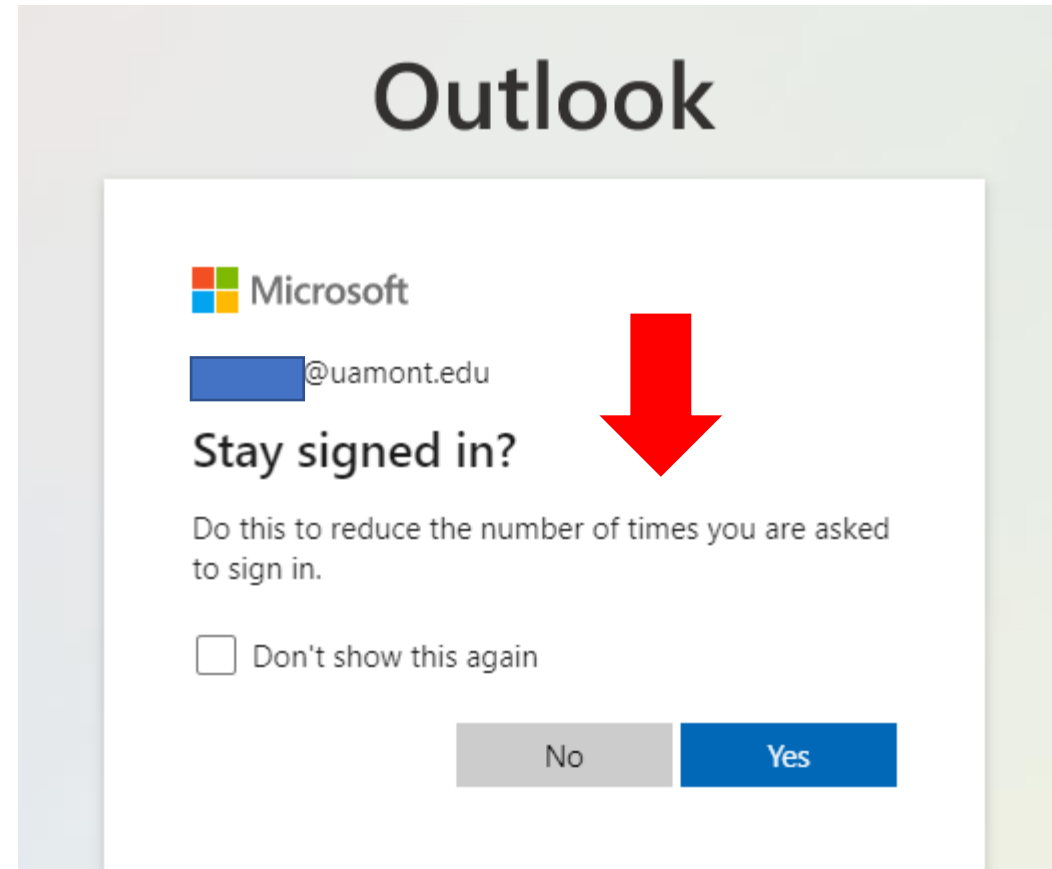 Outlook
Microsoft
@uamont.edu
Stay signed in?
Do this to reduce the number of times you are asked
to sign in.
Don't show this again
No Yes